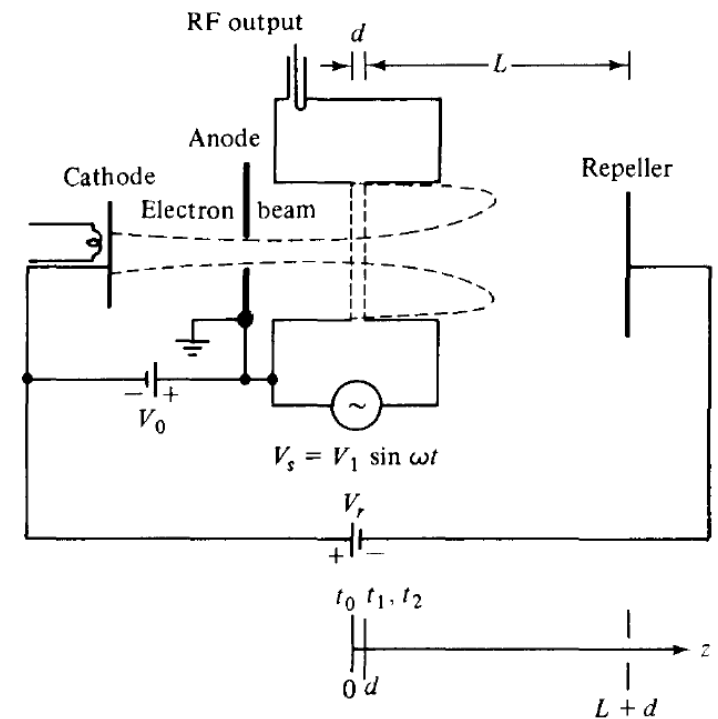 RF output
d
L
Anode
Cathode
Repeller
Electron beam
− +
V₀
Vₛ = V₁ sin ωt
~
Vᵣ
+ −
t₀ t₁, t₂
z
0 d
L + d